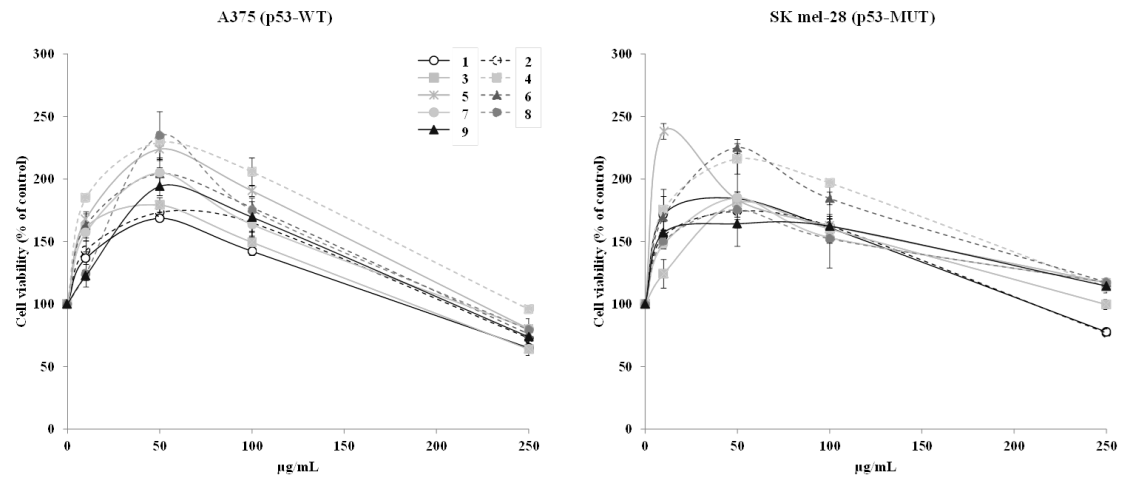 A375 (p53-WT)
300
250
200
150
100
50
0
Cell viability (% of control)
0 50 100 150 200 250
µg/mL
1 2
3 4
5 6
7 8
9
SK mel-28 (p53-MUT)
300
250
200
150
100
50
0
Cell viability (% of control)
0 50 100 150 200 250
µg/mL